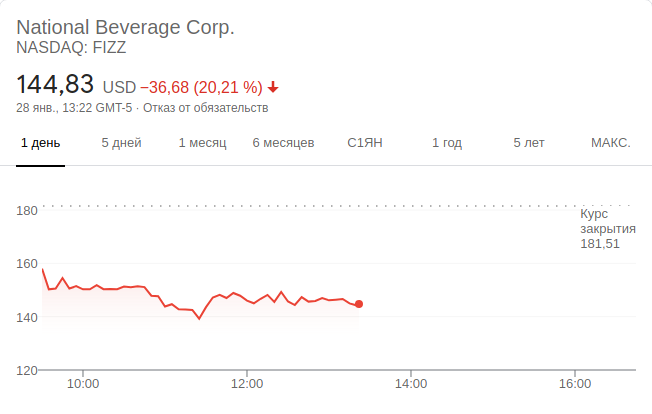 National Beverage Corp.
NASDAQ: FIZZ
144,83 USD −36,68 (20,21 %)
28 янв., 13:22 GMT-5 · Отказ от обязательств
1 день 5 дней 1 месяц 6 месяцев С1ЯН 1 год 5 лет МАКС.
180
Курс
закрытия
181,51
160
140
120
10:00 12:00 14:00 16:00